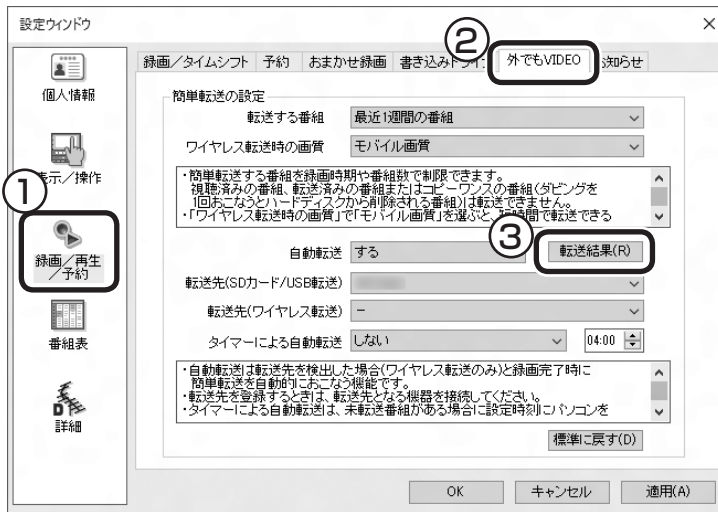 設定ウィンドウ
×
個人情報
表示／操作
①
録画／再生
／予約
番組表
詳細
②
録画／タイムシフト
予約
おまかせ録画
書き込みドライブ
外でもVIDEO
お知らせ
簡単転送の設定
転送する番組 最近1週間の番組
ワイヤレス転送時の画質 モバイル画質
・簡単転送する番組を録画時期や番組数で制限できます。
視聴済みの番組、転送済みの番組またはコピーワンスの番組(ダビングを
1回おこなうとハードディスクから削除される番組)は転送できません。
・「ワイヤレス転送時の画質」で「モバイル画質」を選ぶと、短時間で転送できる
③
自動転送 する 転送結果(R)
転送先(SDカード/USB転送)
転送先(ワイヤレス転送) －
タイマーによる自動転送 しない 04:00
・自動転送は転送先を検出した場合(ワイヤレス転送のみ)と録画完了時に
簡単転送を自動的におこなう機能です。
・転送先を登録するときは、転送先となる機器を接続してください。
・タイマーによる自動転送は、未転送番組がある場合に設定時刻にパソコンを
標準に戻す(D)
OK キャンセル 適用(A)